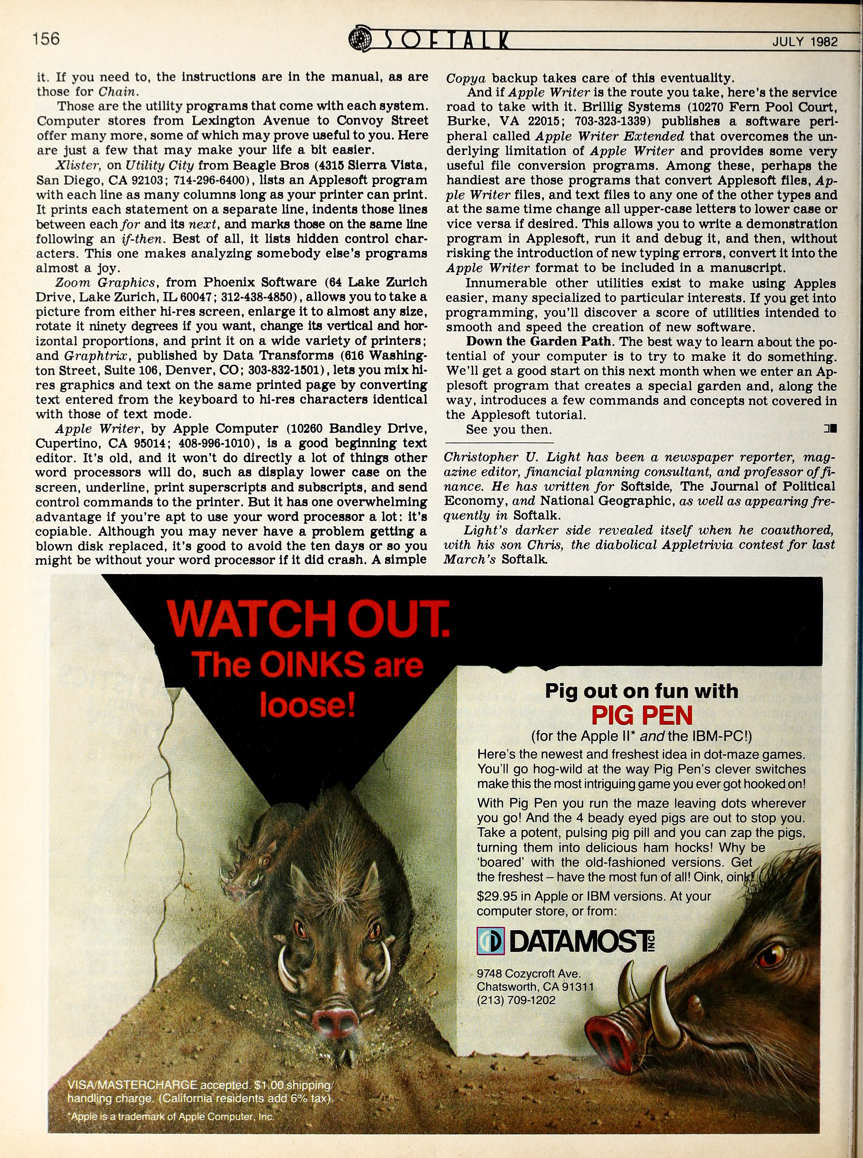 156
SOFTALK
JULY 1982
it. If you need to, the instructions are in the manual, as are
those for Chain.
Those are the utility programs that come with each system.
Computer stores from Lexington Avenue to Convoy Street
offer many more, some of which may prove useful to you. Here
are just a few that may make your life a bit easier.
Xlister, on Utility City from Beagle Bros (4315 Sierra Vista,
San Diego, CA 92103; 714-296-6400), lists an Applesoft program
with each line as many columns long as your printer can print.
It prints each statement on a separate line, indents those lines
between each for and its next, and marks those on the same line
following an if-then. Best of all, it lists hidden control char-
acters. This one makes analyzing somebody else's programs
almost a joy.
Zoom Graphics, from Phoenix Software (64 Lake Zurich
Drive, Lake Zurich, IL 60047; 312-438-4850), allows you to take a
picture from either hi-res screen, enlarge it to almost any size,
rotate it ninety degrees if you want, change its vertical and hor-
izontal proportions, and print it on a wide variety of printers;
and Graphtrix, published by Data Transforms (616 Washing-
ton Street, Suite 106, Denver, CO; 303-832-1501), lets you mix hi-
res graphics and text on the same printed page by converting
text entered from the keyboard to hi-res characters identical
with those of text mode.
Apple Writer, by Apple Computer (10260 Bandley Drive,
Cupertino, CA 95014; 408-996-1010), is a good beginning text
editor. It's old, and it won't do directly a lot of things other
word processors will do, such as display lower case on the
screen, underline, print superscripts and subscripts, and send
control commands to the printer. But it has one overwhelming
advantage if you're apt to use your word processor a lot: it's
copiable. Although you may never have a problem getting a
blown disk replaced, it's good to avoid the ten days or so you
might be without your word processor if it did crash. A simple
Copya backup takes care of this eventuality.
And if Apple Writer is the route you take, here's the service
road to take with it. Brillig Systems (10270 Fern Pool Court,
Burke, VA 22015; 703-323-1339) publishes a software peri-
pheral called Apple Writer Extended that overcomes the un-
derlying limitation of Apple Writer and provides some very
useful file conversion programs. Among these, perhaps the
handiest are those programs that convert Applesoft files, Ap-
ple Writer files, and text files to any one of the other types and
at the same time change all upper-case letters to lower case or
vice versa if desired. This allows you to write a demonstration
program in Applesoft, run it and debug it, and then, without
risking the introduction of new typing errors, convert it into the
Apple Writer format to be included in a manuscript.
Innumerable other utilities exist to make using Apples
easier, many specialized to particular interests. If you get into
programming, you'll discover a score of utilities intended to
smooth and speed the creation of new software.
Down the Garden Path. The best way to learn about the po-
tential of your computer is to try to make it do something.
We'll get a good start on this next month when we enter an Ap-
plesoft program that creates a special garden and, along the
way, introduces a few commands and concepts not covered in
the Applesoft tutorial.
See you then.
Christopher U. Light has been a newspaper reporter, mag-
azine editor, financial planning consultant, and professor of fi-
nance. He has written for Softside, The Journal of Political
Economy, and National Geographic, as well as appearing fre-
quently in Softalk.
Light's darker side revealed itself when he coauthored,
with his son Chris, the diabolical Appletrivia contest for last
March's Softalk.
WATCH OUT.
The OINKS are
loose!
Pig out on fun with
PIG PEN
(for the Apple II* and the IBM-PC!)
Here's the newest and freshest idea in dot-maze games.
You'll go hog-wild at the way Pig Pen's clever switches
make this the most intriguing game you ever got hooked on!
With Pig Pen you run the maze leaving dots wherever
you go! And the 4 beady eyed pigs are out to stop you.
Take a potent, pulsing pig pill and you can zap the pigs,
turning them into delicious ham hocks! Why be
'boared' with the old-fashioned versions. Get
the freshest – have the most fun of all! Oink, oink!
$29.95 in Apple or IBM versions. At your
computer store, or from:
DATAMOST INC
9748 Cozycroft Ave.
Chatsworth, CA 91311
(213) 709-1202
VISA/MASTERCHARGE accepted. $1.00 shipping/
handling charge. (California residents add 6% tax).
*Apple is a trademark of Apple Computer, Inc.